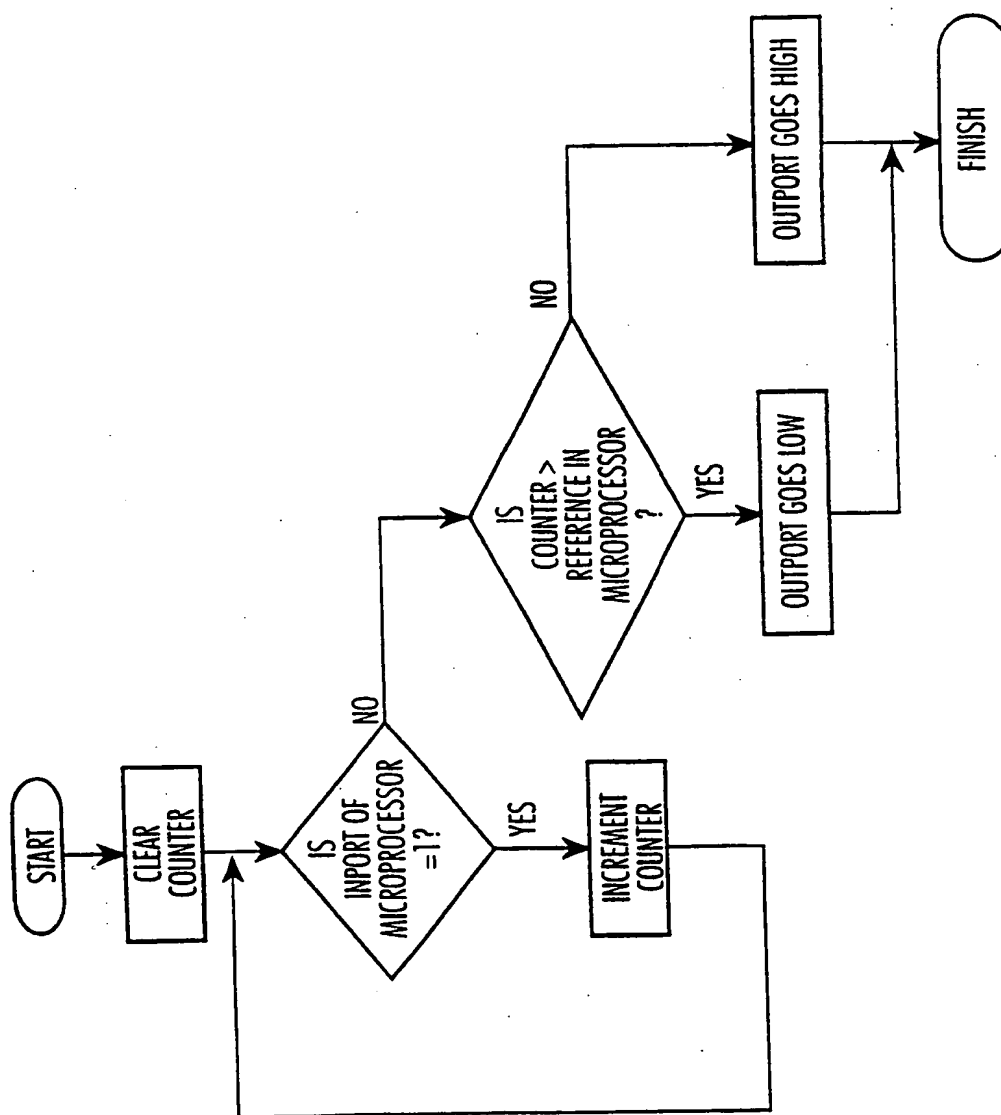 START
CLEAR
COUNTER
IS
INPORT OF
MICROPROCESSOR
=1?
NO
YES
INCREMENT
COUNTER
IS
COUNTER >
REFERENCE IN
MICROPROCESSOR
?
NO
YES
OUTPORT GOES LOW
OUTPORT GOES HIGH
FINISH